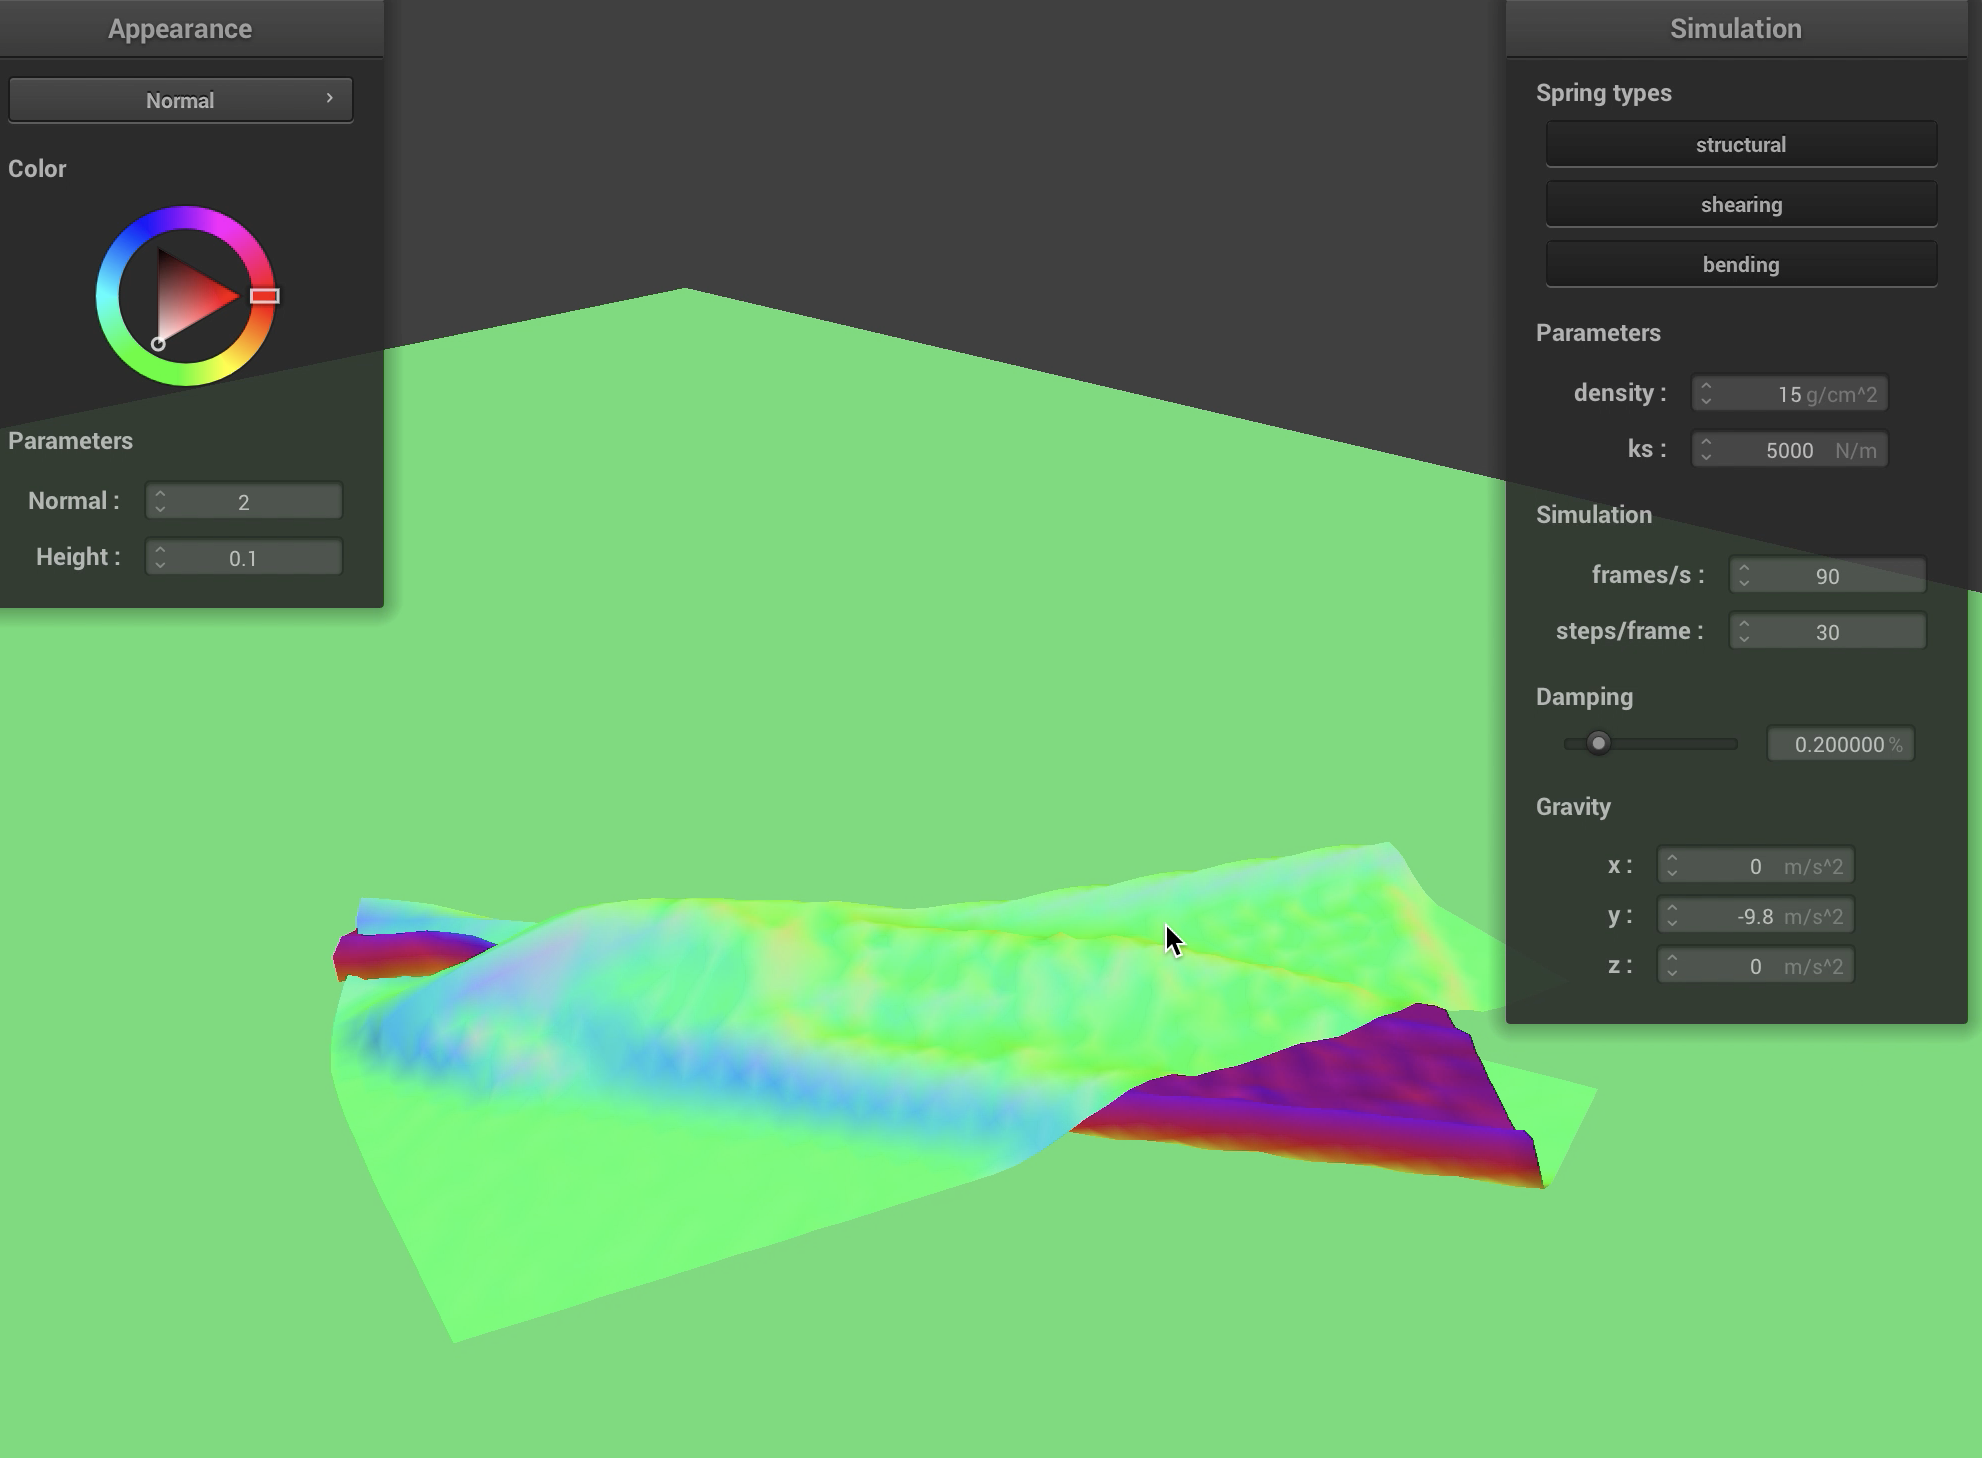 Appearance
Normal
Color
Parameters
Normal : 2
Height : 0.1
Simulation
Spring types
structural
shearing
bending
Parameters
density : 15 g/cm^2
ks : 5000 N/m
Simulation
frames/s : 90
steps/frame : 30
Damping
0.200000 %
Gravity
x : 0 m/s^2
y : -9.8 m/s^2
z : 0 m/s^2